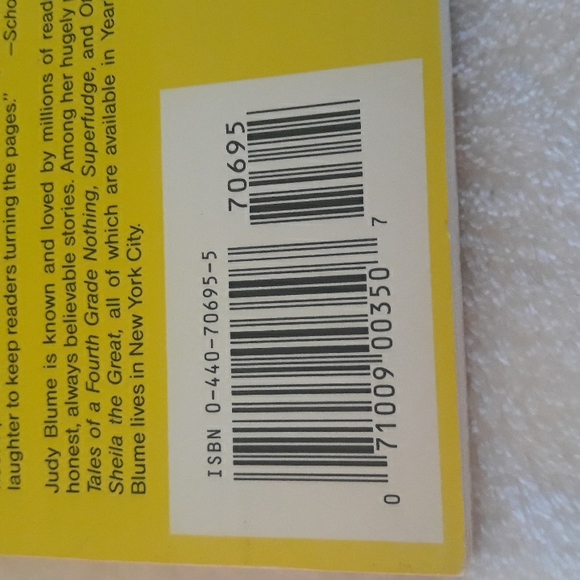 laughter to keep readers turning the pages." –Scho
Judy Blume is known and loved by millions of read
honest, always believable stories. Among her hugely
Tales of a Fourth Grade Nothing, Superfudge, and
Sheila the Great, all of which are available in Year
Blume lives in New York City.
ISBN 0-440-70695-5
70695
0 71009 00350 7